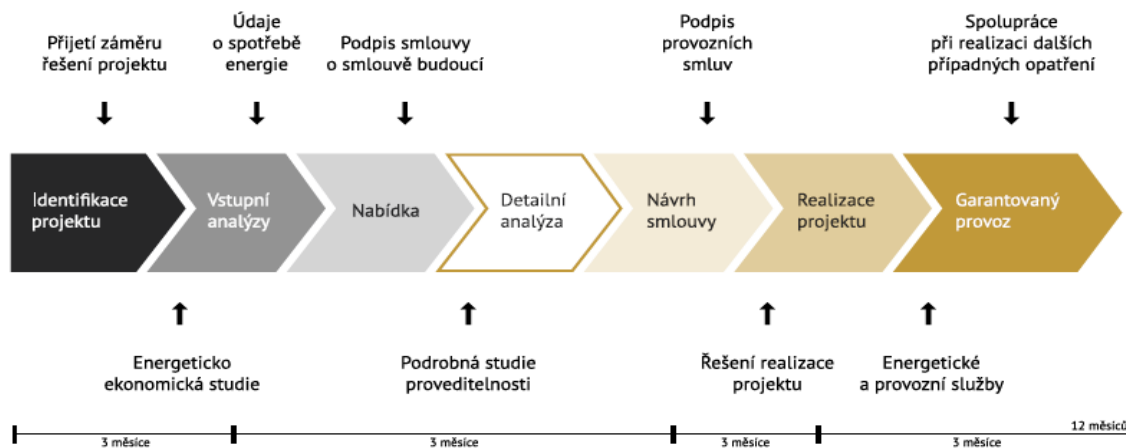 Přijetí záměru
řešení projektu
Údaje
o spotřebě
energie
Podpis smlouvy
o smlouvě budoucí
Podpis
provozních
smluv
Spolupráce
při realizaci dalších
případných opatření
Identifikace
projektu
Vstupní
analýzy
Nabídka
Detailní
analýza
Návrh
smlouvy
Realizace
projektu
Garantovaný
provoz
Energeticko
ekonomická studie
Podrobná studie
proveditelnosti
Řešení realizace
projektu
Energetické
a provozní služby
12 měsíců
3 měsíce
3 měsíce
3 měsíce
3 měsíce